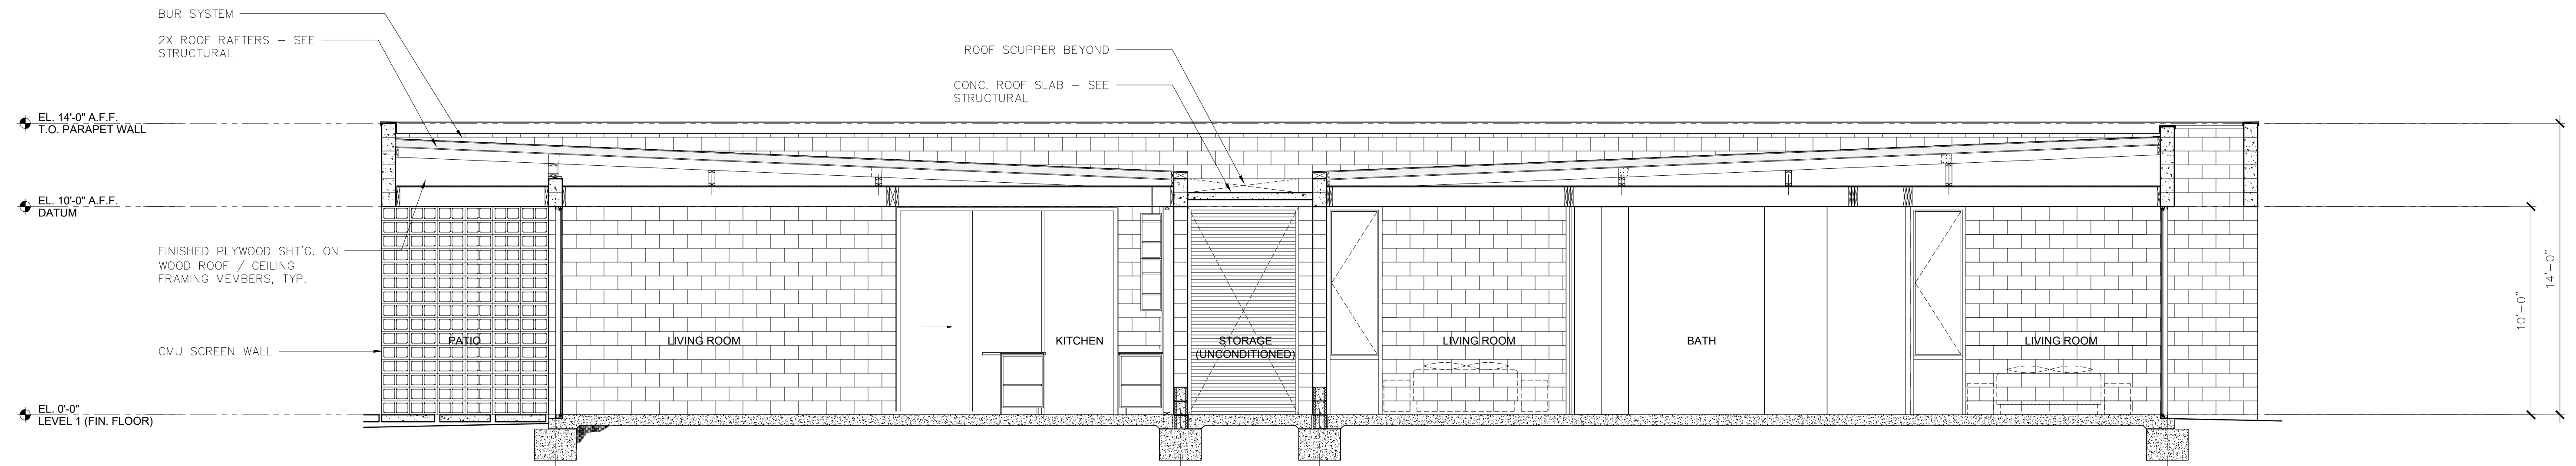 BUR SYSTEM
2X ROOF RAFTERS – SEE
STRUCTURAL
ROOF SCUPPER BEYOND
CONC. ROOF SLAB – SEE
STRUCTURAL
EL. 14'-0" A.F.F.
T.O. PARAPET WALL
EL. 10'-0" A.F.F.
DATUM
FINISHED PLYWOOD SHT'G. ON
WOOD ROOF / CEILING
FRAMING MEMBERS, TYP.
14'-0"
10'-0"
CMU SCREEN WALL
PATIO
LIVING ROOM
KITCHEN
STORAGE
(UNCONDITIONED)
LIVING ROOM
BATH
LIVING ROOM
EL. 0'-0"
LEVEL 1 (FIN. FLOOR)